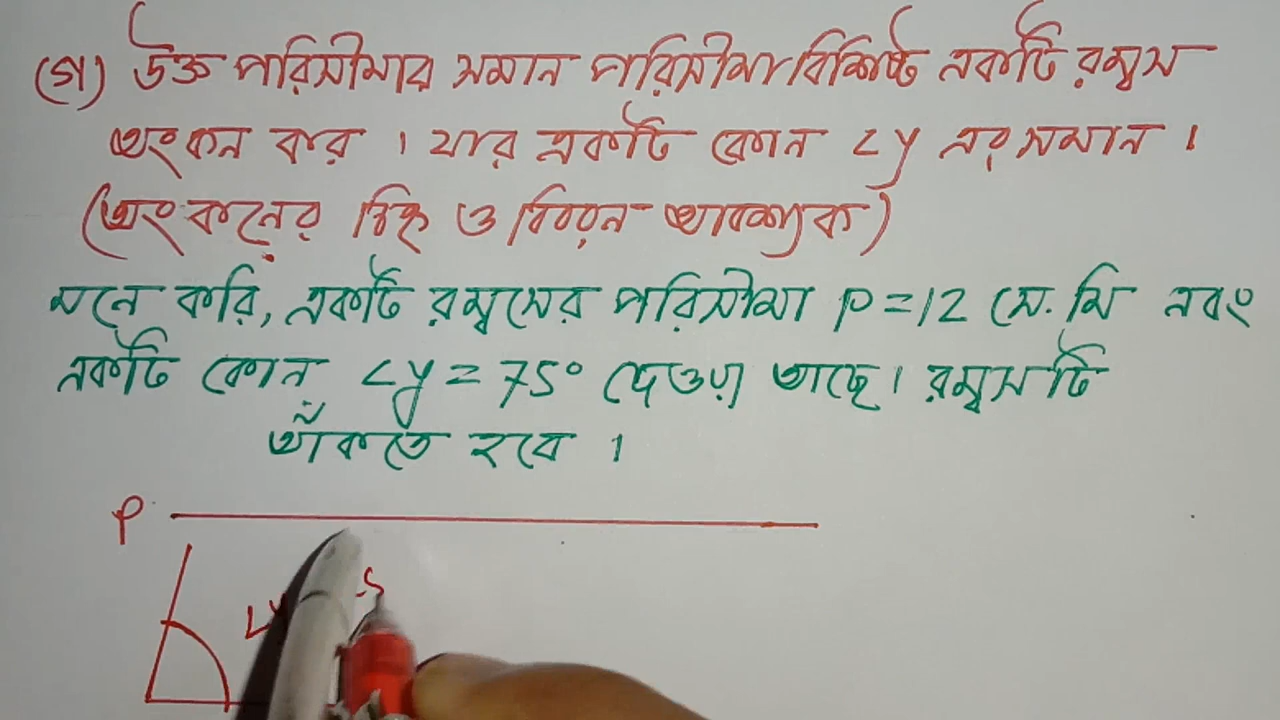 (গ) উক্ত পরিসীমার সমান পরিসীমা বিশিষ্ট একটি রম্বস
অংকন কর । যার একটি কোন ∠y এর সমান ।
(অংকনের চিহ্ন ও বিবরন আবশ্যক)
মনে করি, একটি রম্বসের পরিসীমা P = 12 সে. মি এবং
একটি কোন ∠y = 75° দেওয়া আছে । রম্বসটি
আঁকতে হবে ।
P